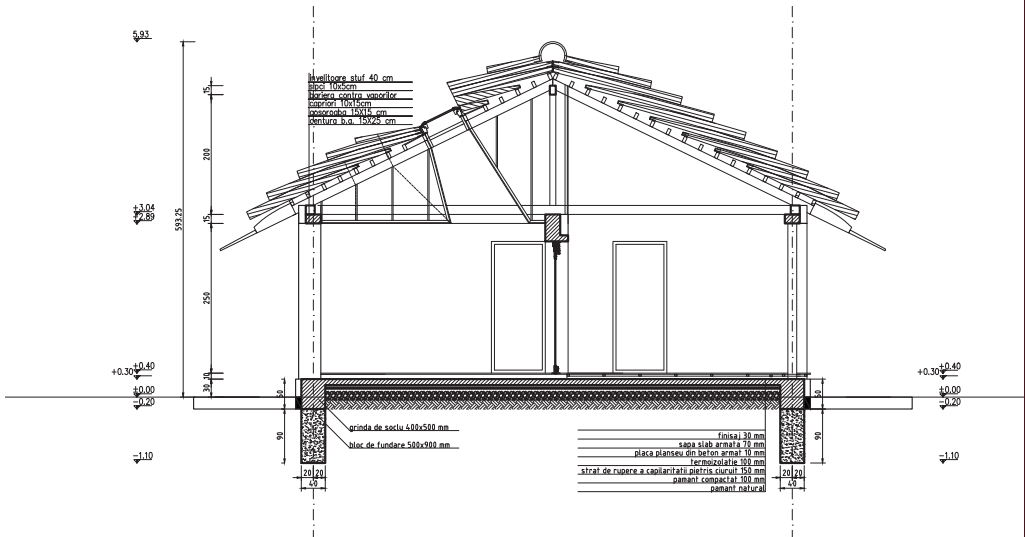 5.93
invelitoare stuf 40 cm
sipci 10x5cm
bariera contra vaporilor
capriori 10x15cm
cosoroaba 15X15 cm
centura b.a. 15X25 cm
15
200
593.25
+3.04
+2.89
15
250
+0.40
+0.30
10
30
±0.00
-0.20
50
90
-1.10
20 20
40
grinda de soclu 400x500 mm
bloc de fundare 500x900 mm
finisaj 30 mm
sapa slab armata 70 mm
placa planseu din beton armat 10 mm
termoizolatie 100 mm
strat de rupere a capilaritatii pietris ciuruit 150 mm
pamant compactat 100 mm
pamant natural
20 20
40
50
90
+0.40
+0.30
±0.00
-0.20
-1.10